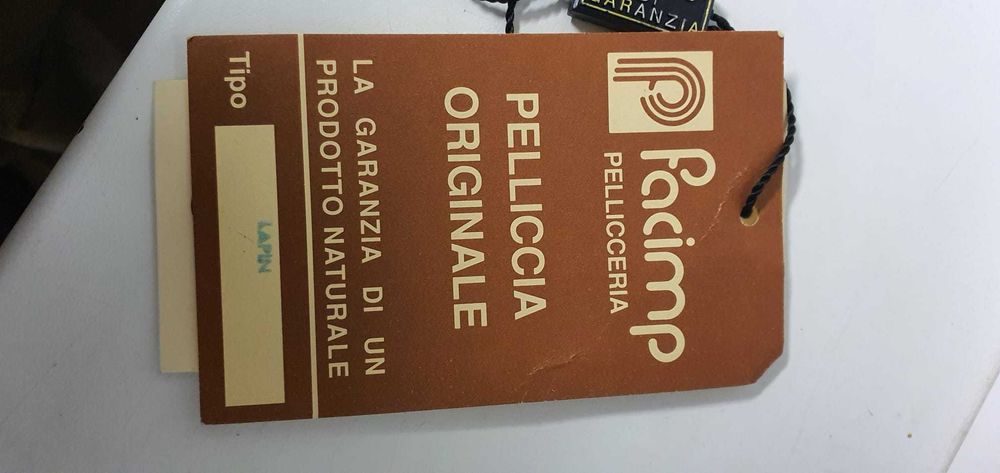 Pacimp
PELLICCERIA
PELLICCIA
ORIGINALE
LA GARANZIA DI UN
PRODOTTO NATURALE
Tipo
LAPIN
GARANZIA